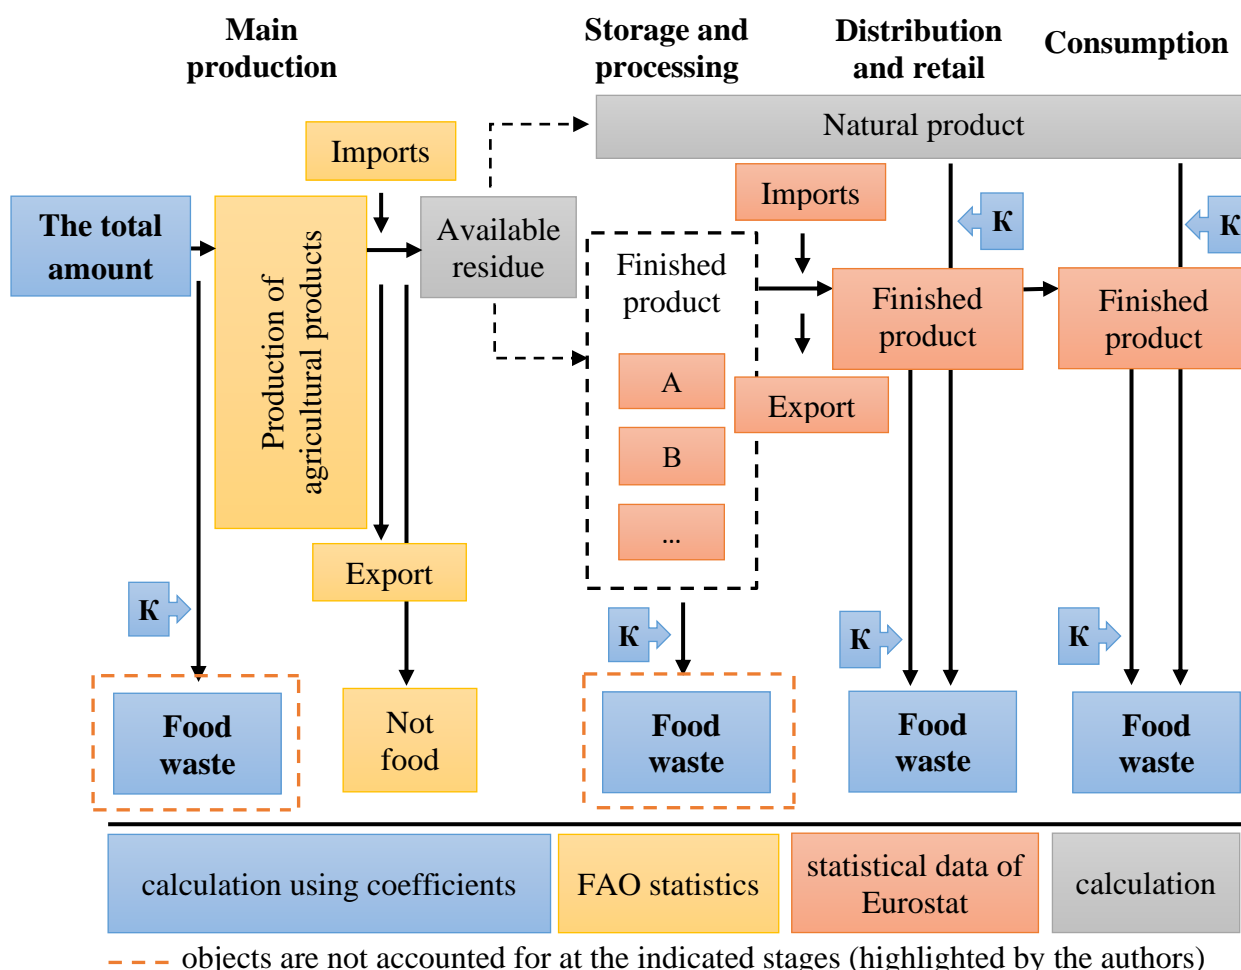 Main
production
Storage and
processing
Distribution
and retail
Consumption
Natural product
Imports
Imports
К
К
The total
amount
Production of
agricultural products
Available
residue
Finished
product
Finished
product
Finished
product
A
Export
B
...
Export
К
К
К
К
Food
waste
Not
food
Food
waste
Food
waste
Food
waste
calculation using coefficients
FAO statistics
statistical data of
Eurostat
calculation
objects are not accounted for at the indicated stages (highlighted by the authors)